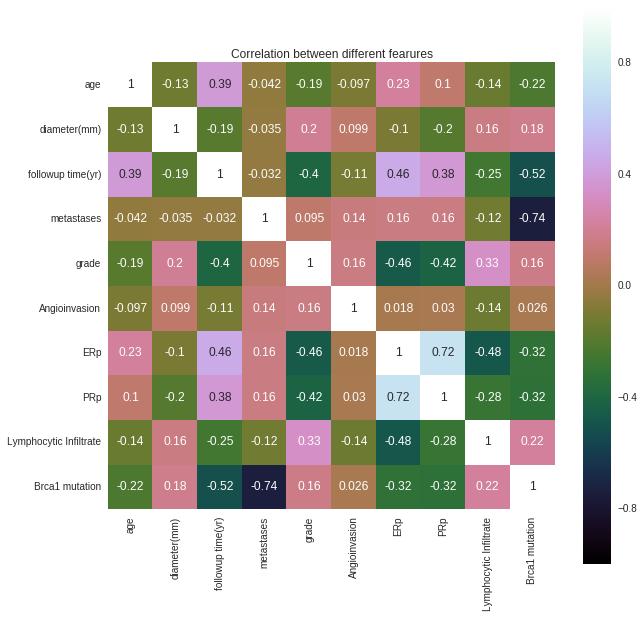 Correlation between different fearures
age 1 -0.13 0.39 -0.042 -0.19 -0.097 0.23 0.1 -0.14 -0.22
diameter(mm) -0.13 1 -0.19 -0.035 0.2 0.099 -0.1 -0.2 0.16 0.18
followup time(yr) 0.39 -0.19 1 -0.032 -0.4 -0.11 0.46 0.38 -0.25 -0.52
metastases -0.042 -0.035 -0.032 1 0.095 0.14 0.16 0.16 -0.12 -0.74
grade -0.19 0.2 -0.4 0.095 1 0.16 -0.46 -0.42 0.33 0.16
Angioinvasion -0.097 0.099 -0.11 0.14 0.16 1 0.018 0.03 -0.14 0.026
ERp 0.23 -0.1 0.46 0.16 -0.46 0.018 1 0.72 -0.48 -0.32
PRp 0.1 -0.2 0.38 0.16 -0.42 0.03 0.72 1 -0.28 -0.32
Lymphocytic Infiltrate -0.14 0.16 -0.25 -0.12 0.33 -0.14 -0.48 -0.28 1 0.22
Brca1 mutation -0.22 0.18 -0.52 -0.74 0.16 0.026 -0.32 -0.32 0.22 1
age
diameter(mm)
followup time(yr)
metastases
grade
Angioinvasion
ERp
PRp
Lymphocytic Infiltrate
Brca1 mutation
0.8
0.4
0.0
−0.4
−0.8